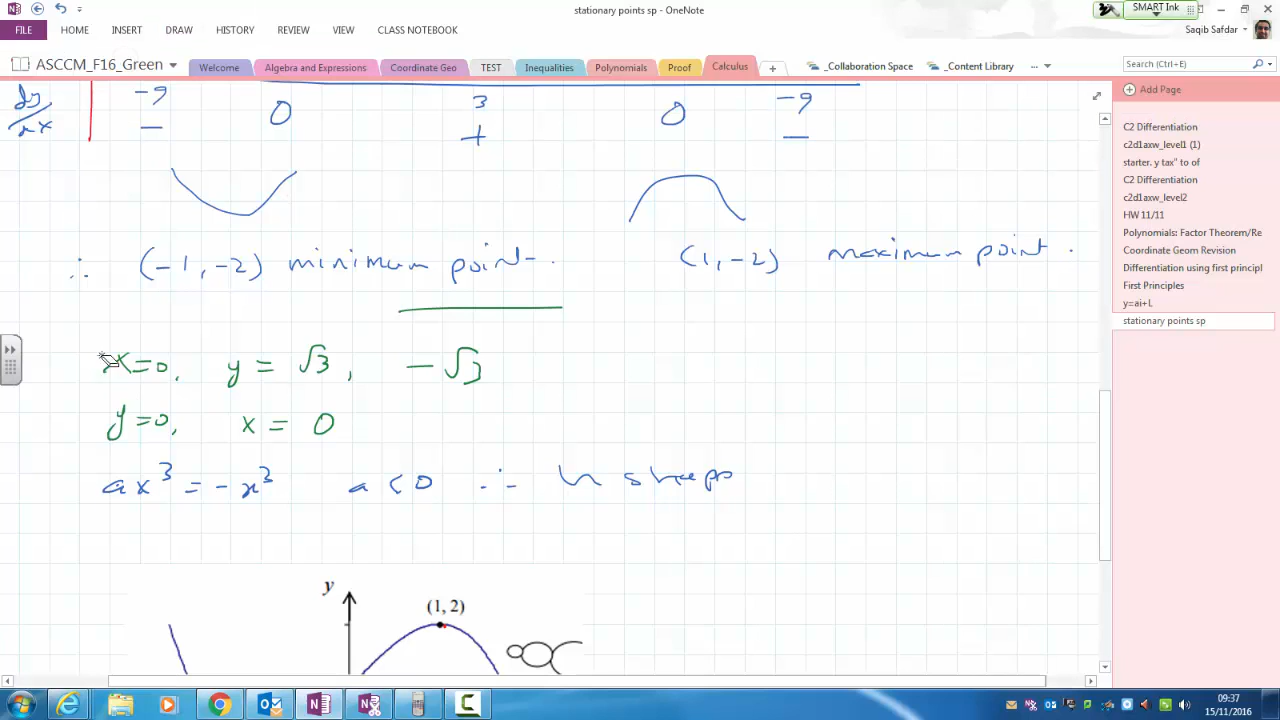 stationary points sp - OneNote
SMART Ink
FILE HOME INSERT DRAW HISTORY REVIEW VIEW CLASS NOTEBOOK
Saqib Safdar
ASCCM_F16_Green
Welcome Algebra and Expressions Coordinate Geo TEST Inequalities Polynomials Proof Calculus + _Collaboration Space _Content Library ...
Search (Ctrl+E)
dy/dx -9 0 3 0 -9
− + −
∴ (-1, -2) minimum point.
(1, -2) maximum point.
x=0, y = √3, -√3
y=0, x = 0
ax³ = -x³ a<0 ∴ shape
y
(1, 2)
Add Page
C2 Differentiation
c2d1axw_level1 (1)
starter. y tax" to of
C2 Differentiation
c2d1axw_level2
HW 11/11
Polynomials: Factor Theorem/Re
Coordinate Geom Revision
Differentiation using first principl
First Principles
y=ai+l.
stationary points sp
09:37
15/11/2016